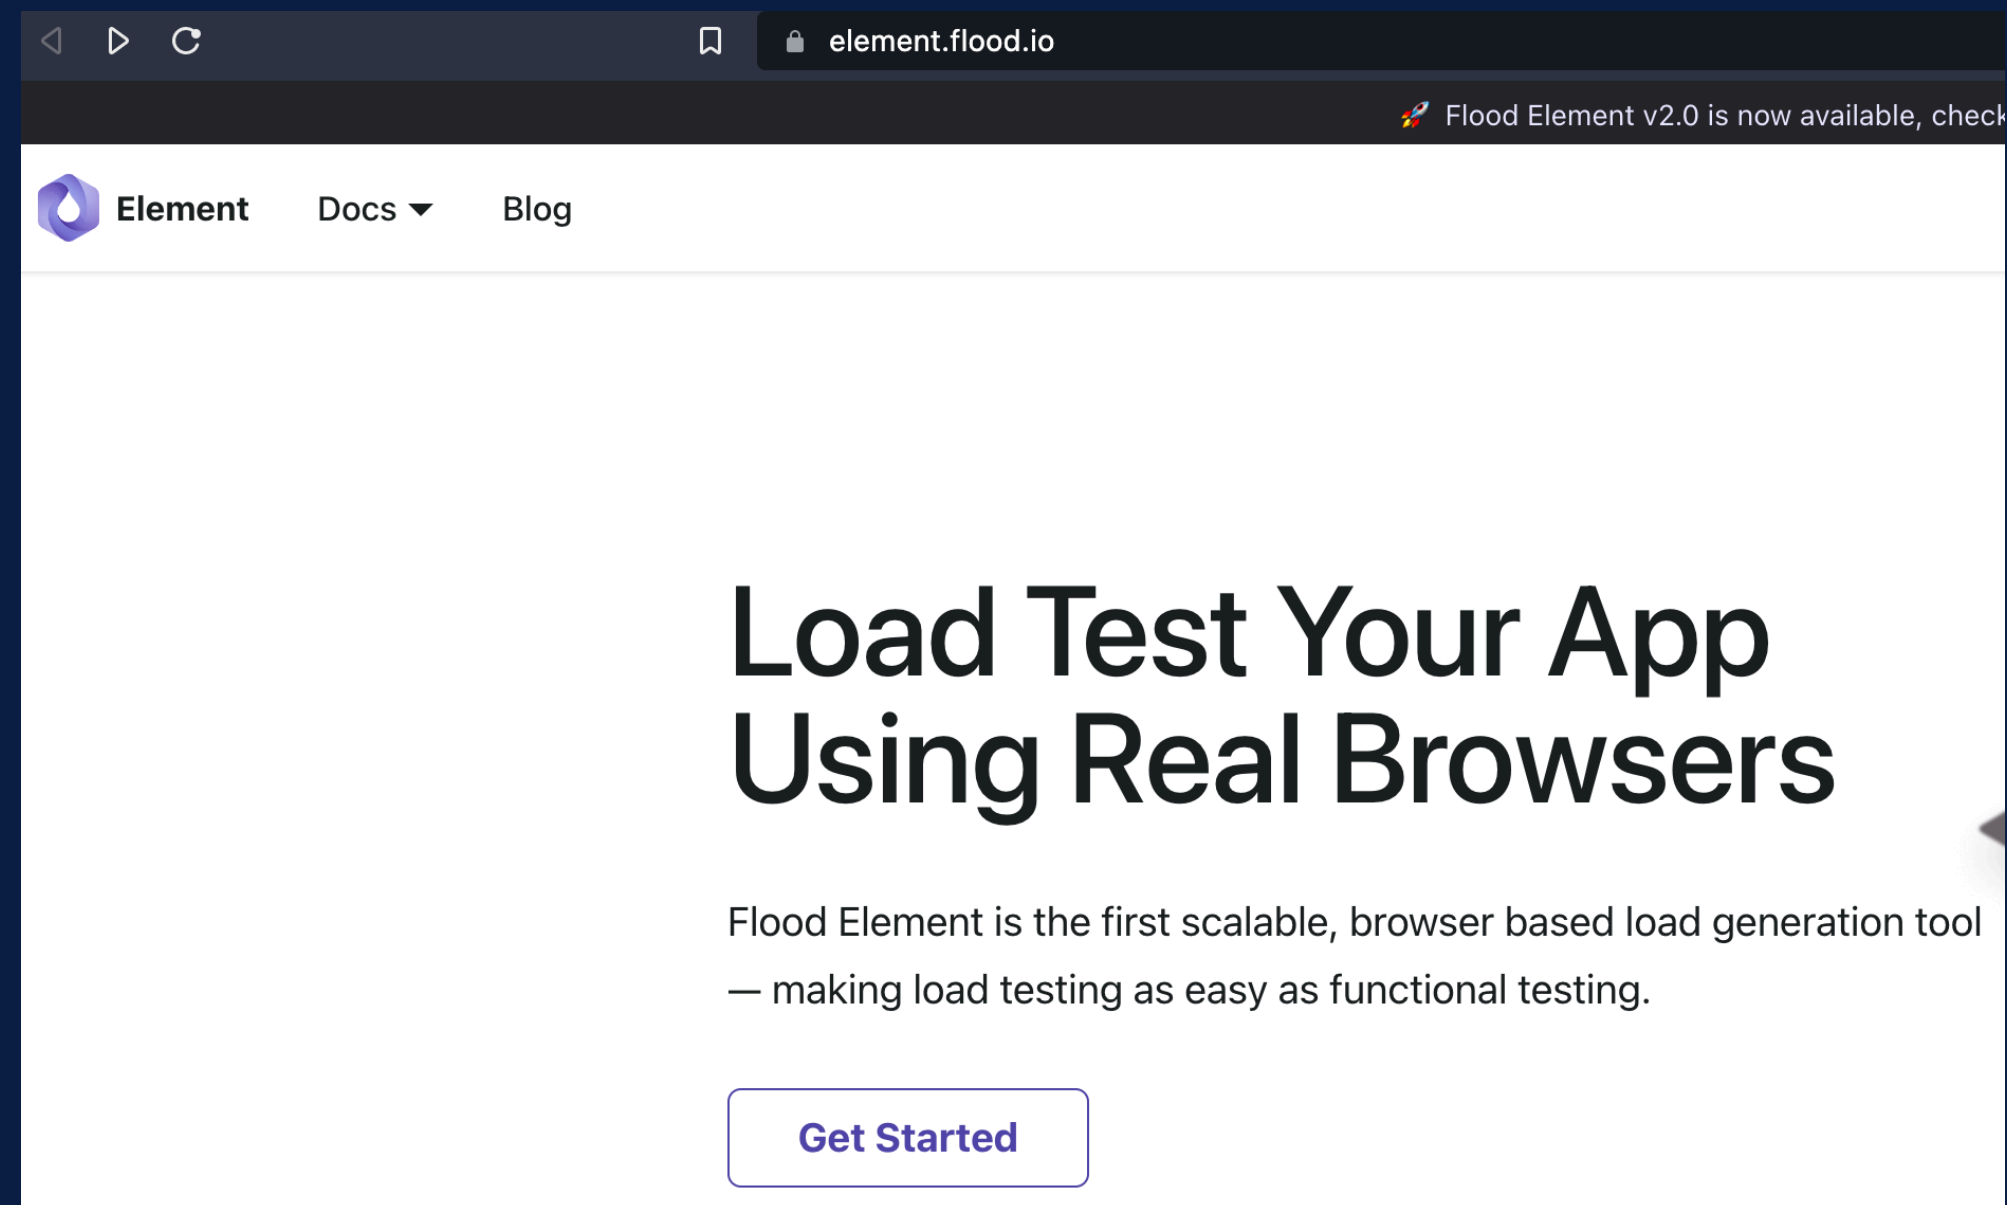 element.flood.io
🚀 Flood Element v2.0 is now available, check
Element Docs Blog
Load Test Your App
Using Real Browsers
Flood Element is the first scalable, browser based load generation tool
— making load testing as easy as functional testing.
Get Started